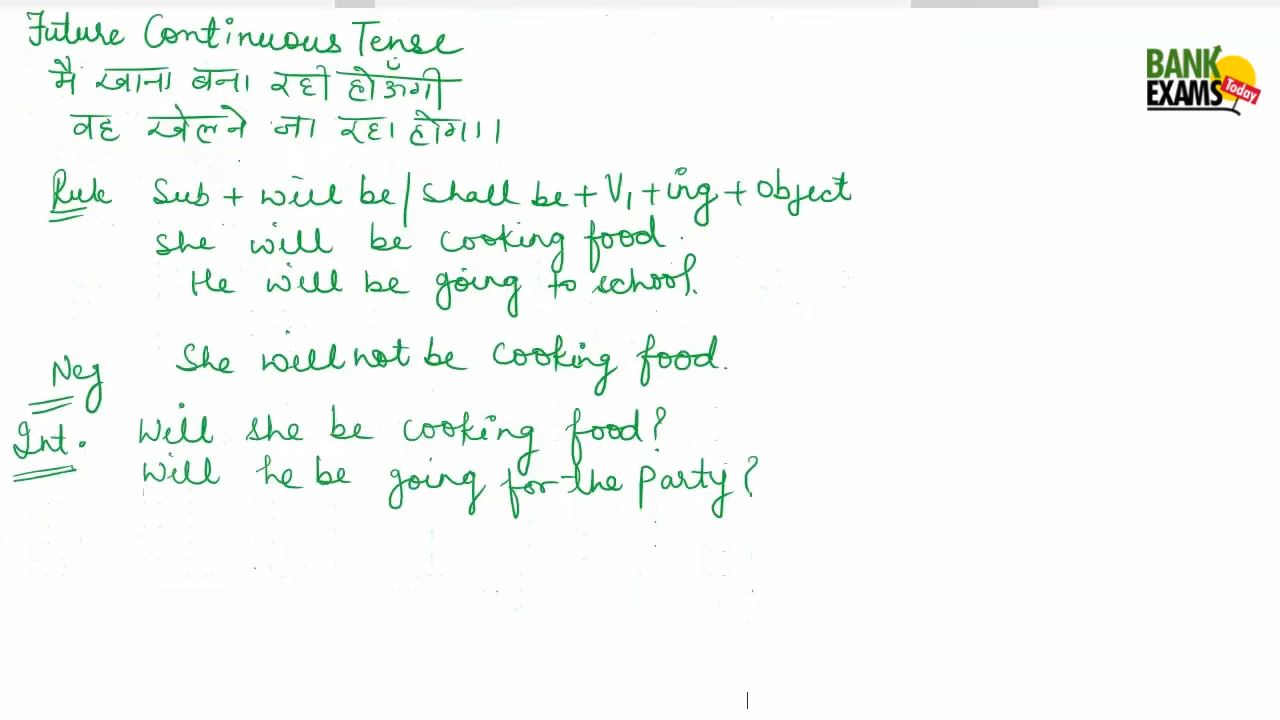 Future Continuous Tense
मै खाना बना रही होऊँगी
वह खेलने जा रहा होगा।
Rule Sub + will be / shall be + V1 + ing + object
she will be cooking food.
He will be going to school.
Neg She will not be cooking food.
Int. Will she be cooking food?
Will he be going for the party?
BANK
EXAMS Today